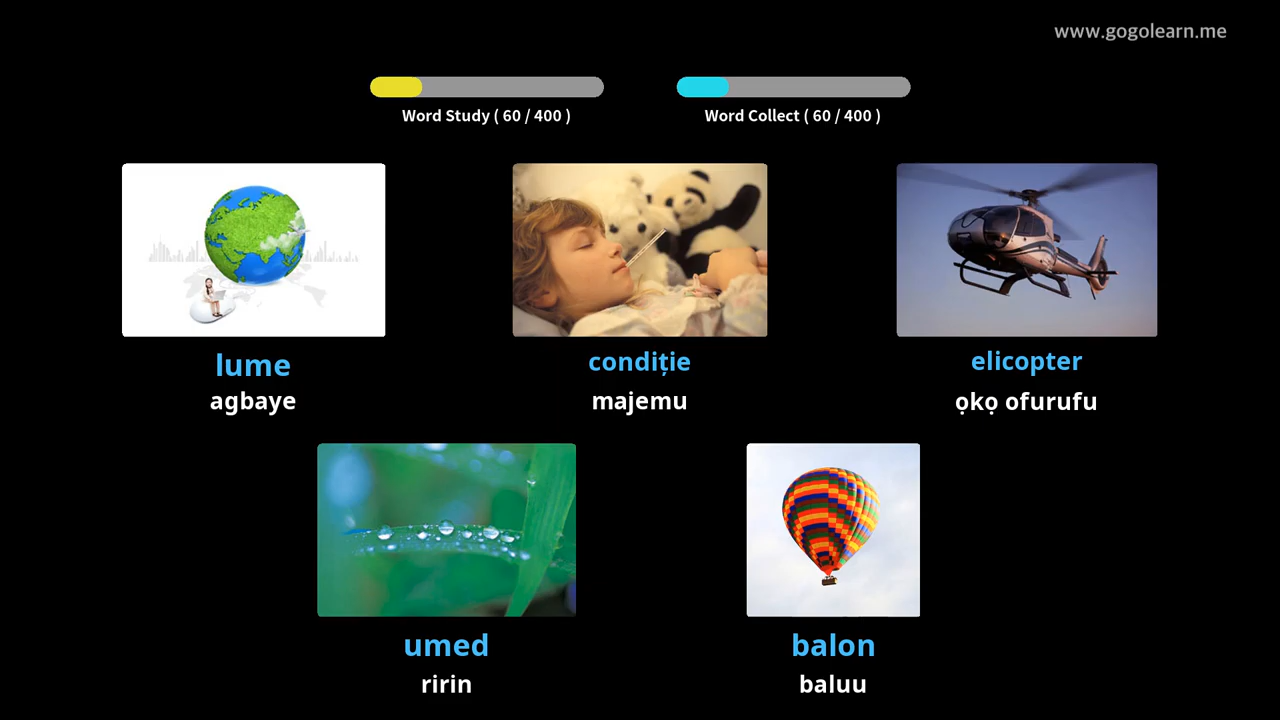 www.gogolearn.me
Word Study ( 60 / 400 )
Word Collect ( 60 / 400 )
lume
agbaye
condiție
majemu
elicopter
ọkọ ofurufu
umed
ririn
balon
baluu